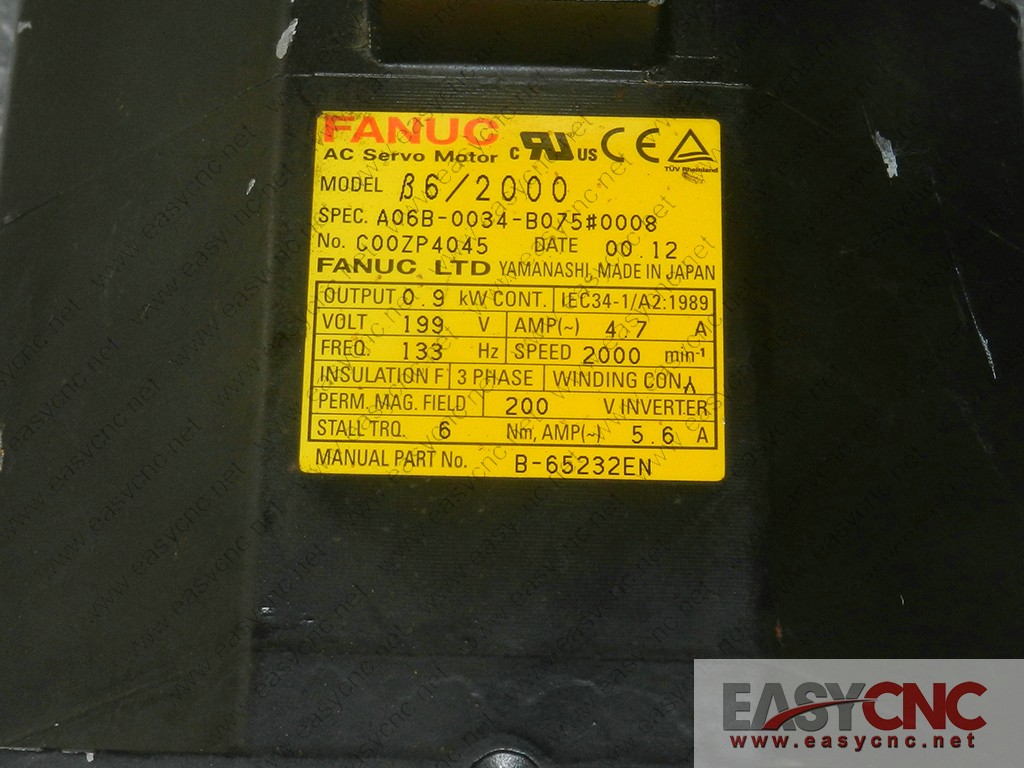 FANUC
AC Servo Motor c UR US CE TÜV Rheinland
MODEL β6/2000
SPEC. A06B-0034-B075#0008
No. C00ZP4045 DATE 00.12
FANUC LTD YAMANASHI, MADE IN JAPAN
OUTPUT 0.9 kW CONT. IEC34-1/A2:1989
VOLT 199 V AMP(~) 4.7 A
FREQ. 133 Hz SPEED 2000 min-1
INSULATION F 3 PHASE WINDING CON.
PERM. MAG. FIELD 200 V INVERTER
STALL TRQ. 6 Nm, AMP(~) 5.6 A
MANUAL PART No. B-65232EN
EASYCNC
www.easycnc.net